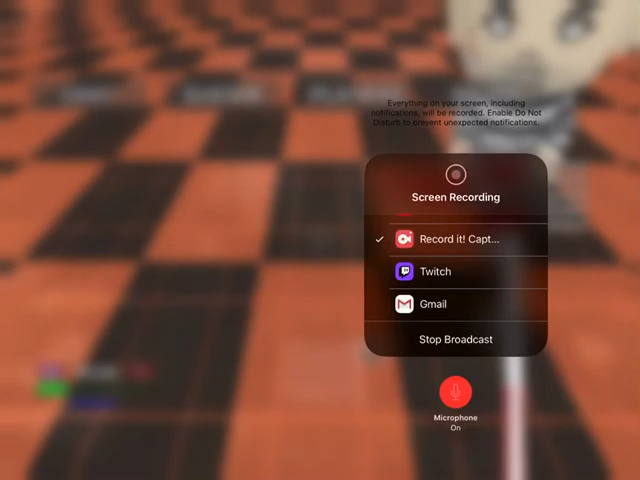 Everything on your screen, including
notifications, will be recorded. Enable Do Not
Disturb to prevent unexpected notifications.
Screen Recording
Record it! Capt...
Twitch
Gmail
Stop Broadcast
Microphone
On